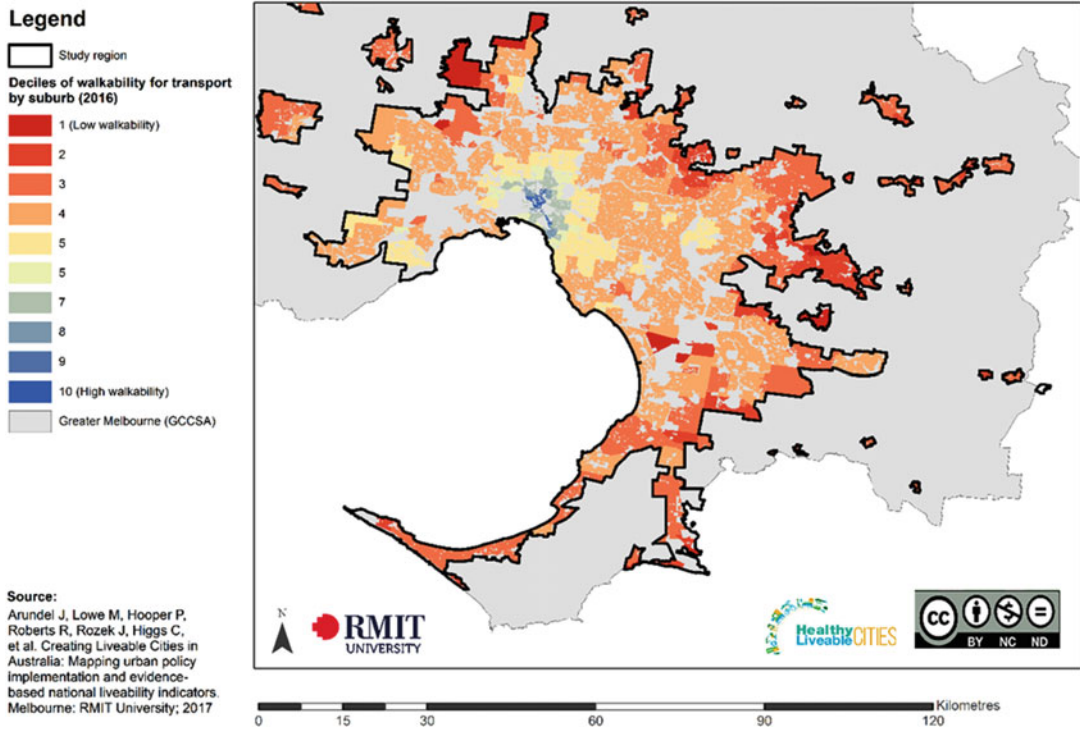 Legend
Study region
Deciles of walkability for transport
by suburb (2016)
1 (Low walkability)
2
3
4
5
5
7
8
9
10 (High walkability)
Greater Melbourne (GCCSA)
Source:
Arundel J, Lowe M, Hooper P,
Roberts R, Rozek J, Higgs C,
et al. Creating Liveable Cities in
Australia: Mapping urban policy
implementation and evidence-
based national liveability indicators.
Melbourne: RMIT University; 2017
N
RMIT
UNIVERSITY
Healthy
Liveable CITIES
CC
BY NC ND
Kilometres
0 15 30 60 90 120